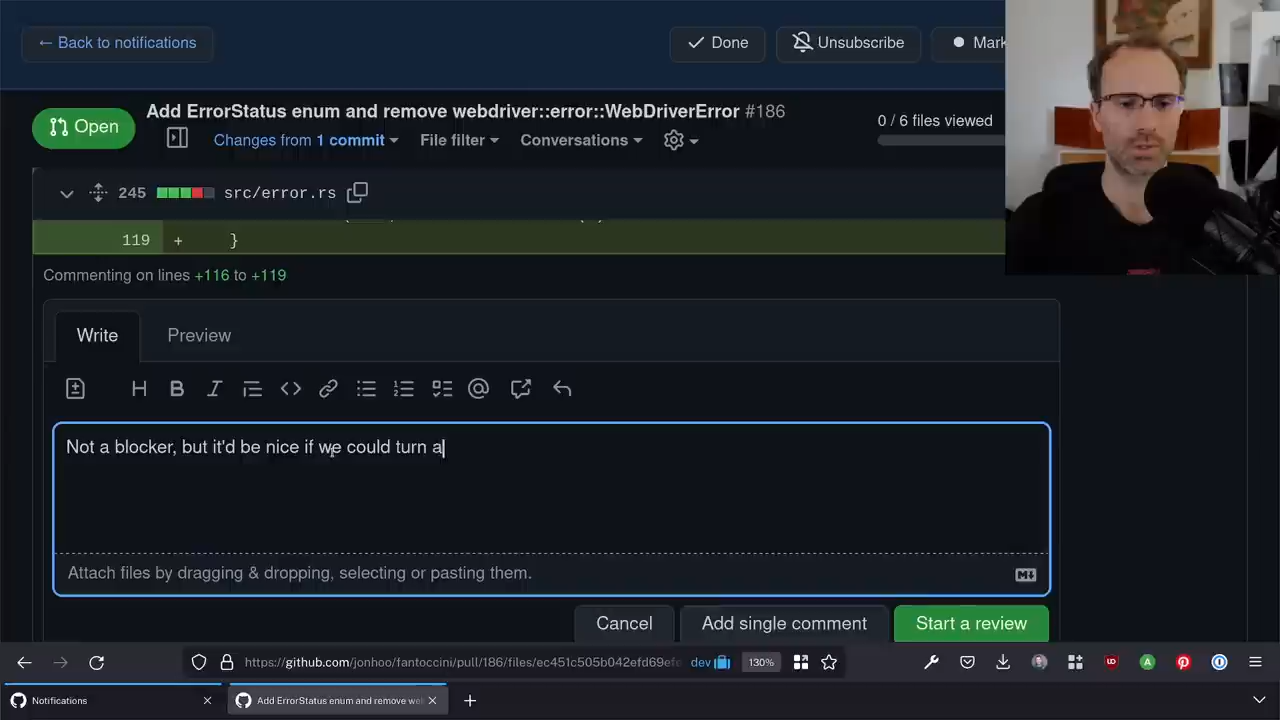 ← Back to notifications
Done
Unsubscribe
Mark
Open
Add ErrorStatus enum and remove webdriver::error::WebDriverError #186
Changes from 1 commit
File filter
Conversations
0 / 6 files viewed
245
src/error.rs
119 + }
Commenting on lines +116 to +119
Write
Preview
Not a blocker, but it'd be nice if we could turn a
Attach files by dragging & dropping, selecting or pasting them.
Cancel
Add single comment
Start a review
https://github.com/jonhoo/fantoccini/pull/186/files/ec451c505b042efd69efe
dev
130%
Notifications
Add ErrorStatus enum and remove we